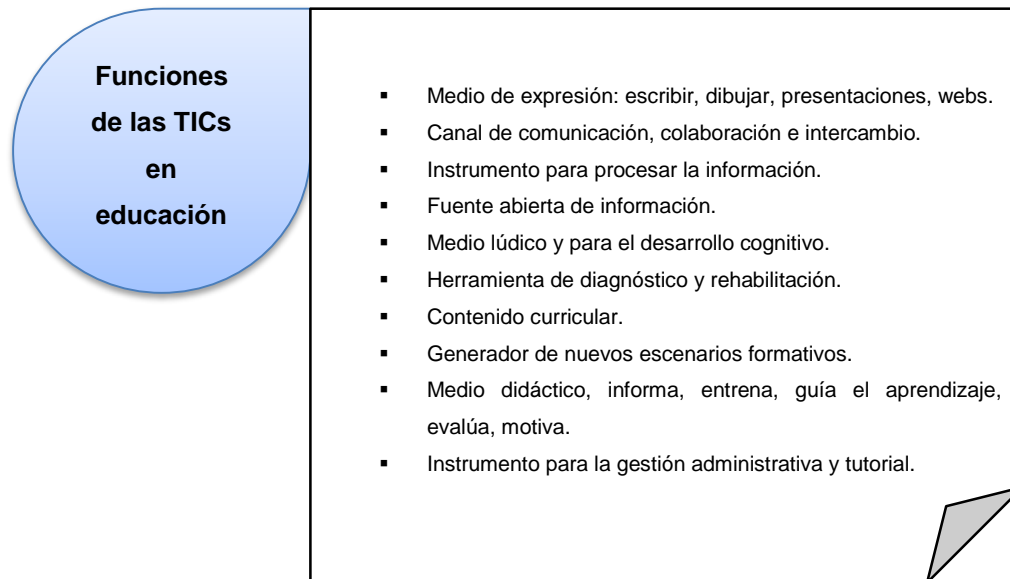 Funciones
de las TICs
en
educación
▪ Medio de expresión: escribir, dibujar, presentaciones, webs.
▪ Canal de comunicación, colaboración e intercambio.
▪ Instrumento para procesar la información.
▪ Fuente abierta de información.
▪ Medio lúdico y para el desarrollo cognitivo.
▪ Herramienta de diagnóstico y rehabilitación.
▪ Contenido curricular.
▪ Generador de nuevos escenarios formativos.
▪ Medio didáctico, informa, entrena, guía el aprendizaje,
evalúa, motiva.
▪ Instrumento para la gestión administrativa y tutorial.